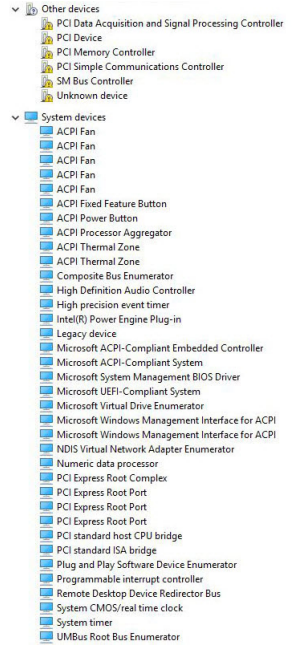 Other devices
PCI Data Acquisition and Signal Processing Controller
PCI Device
PCI Memory Controller
PCI Simple Communications Controller
SM Bus Controller
Unknown device
System devices
ACPI Fan
ACPI Fan
ACPI Fan
ACPI Fan
ACPI Fan
ACPI Fixed Feature Button
ACPI Power Button
ACPI Processor Aggregator
ACPI Thermal Zone
ACPI Thermal Zone
Composite Bus Enumerator
High Definition Audio Controller
High precision event timer
Intel(R) Power Engine Plug-in
Legacy device
Microsoft ACPI-Compliant Embedded Controller
Microsoft ACPI-Compliant System
Microsoft System Management BIOS Driver
Microsoft UEFI-Compliant System
Microsoft Virtual Drive Enumerator
Microsoft Windows Management Interface for ACPI
Microsoft Windows Management Interface for ACPI
NDIS Virtual Network Adapter Enumerator
Numeric data processor
PCI Express Root Complex
PCI Express Root Port
PCI Express Root Port
PCI Express Root Port
PCI standard host CPU bridge
PCI standard ISA bridge
Plug and Play Software Device Enumerator
Programmable interrupt controller
Remote Desktop Device Redirector Bus
System CMOS/real time clock
System timer
UMBus Root Bus Enumerator